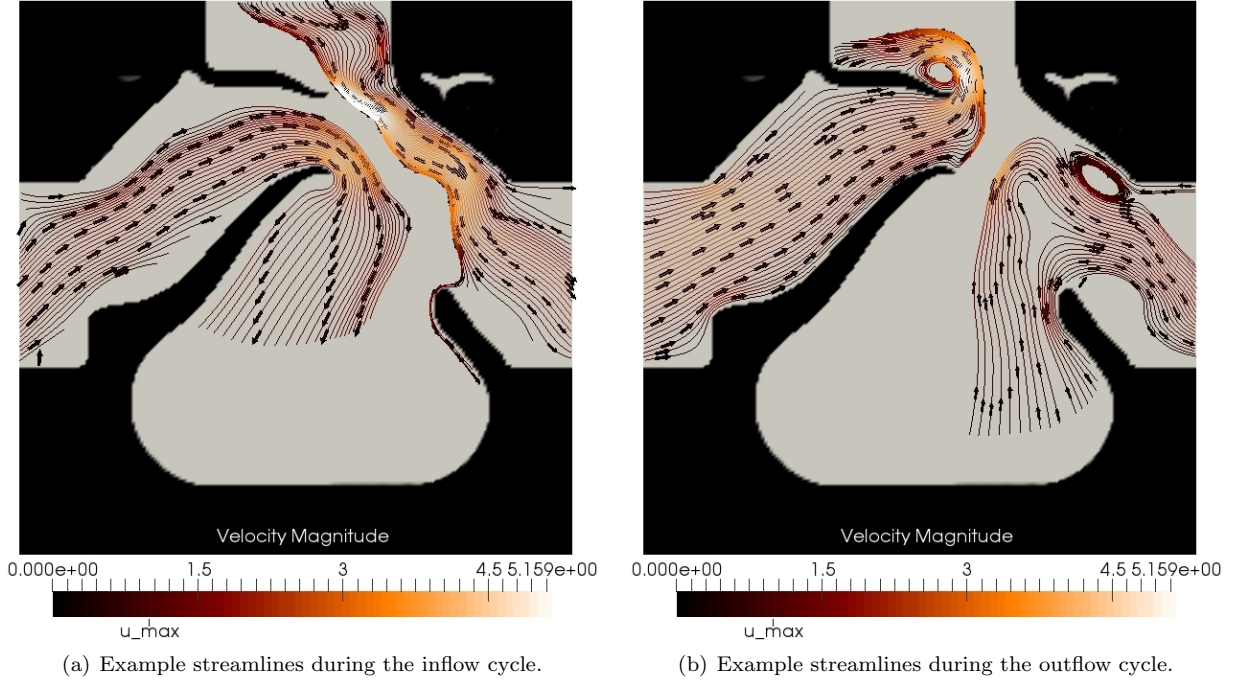 Velocity Magnitude
0.000e+00 1.5 3 4.5 5.159e+00
u_max
(a) Example streamlines during the inflow cycle.
Velocity Magnitude
0.000e+00 1.5 3 4.5 5.159e+00
u_max
(b) Example streamlines during the outflow cycle.